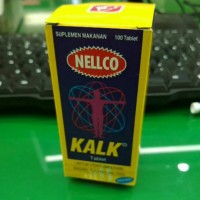 SUPLEMEN MAKANAN 100 Tablet
NELLCO
KALK®
Tablet